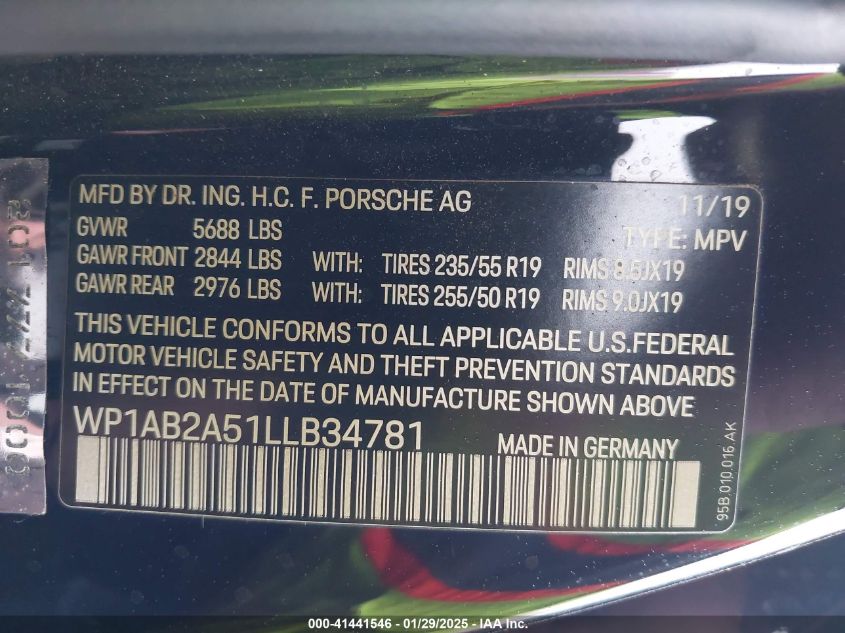 MFD BY DR. ING. H.C. F. PORSCHE AG 11/19
GVWR 5688 LBS TYPE: MPV
GAWR FRONT 2844 LBS WITH: TIRES 235/55 R19 RIMS 8.5JX19
GAWR REAR 2976 LBS WITH: TIRES 255/50 R19 RIMS 9.0JX19
THIS VEHICLE CONFORMS TO ALL APPLICABLE U.S.FEDERAL
MOTOR VEHICLE SAFETY AND THEFT PREVENTION STANDARDS
IN EFFECT ON THE DATE OF MANUFACTURE SHOWN ABOVE.
WP1AB2A51LLB34781 MADE IN GERMANY
95B.010.016.AK
000-41441546 - 01/29/2025 - IAA Inc.